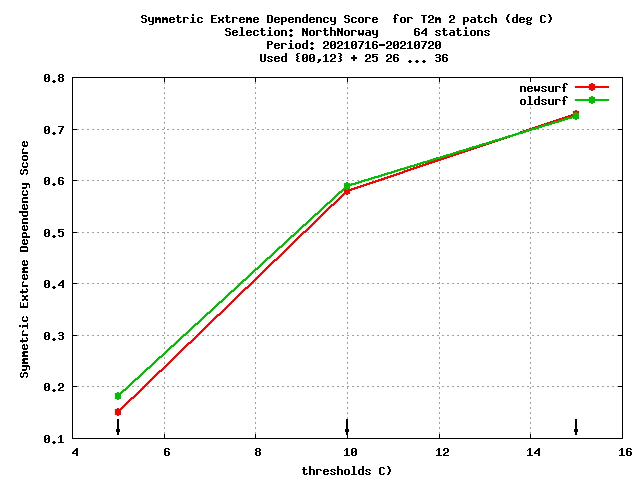 Symmetric Extreme Dependency Score  for T2m 2 patch (deg C)
Selection: NorthNorway     64 stations
Period: 20210716-20210720
Used {00,12} + 25 26 ... 36
newsurf
oldsurf
Symmetric Extreme Dependency Score
0.8
0.7
0.6
0.5
0.4
0.3
0.2
0.1
4 6 8 10 12 14 16
thresholds C)